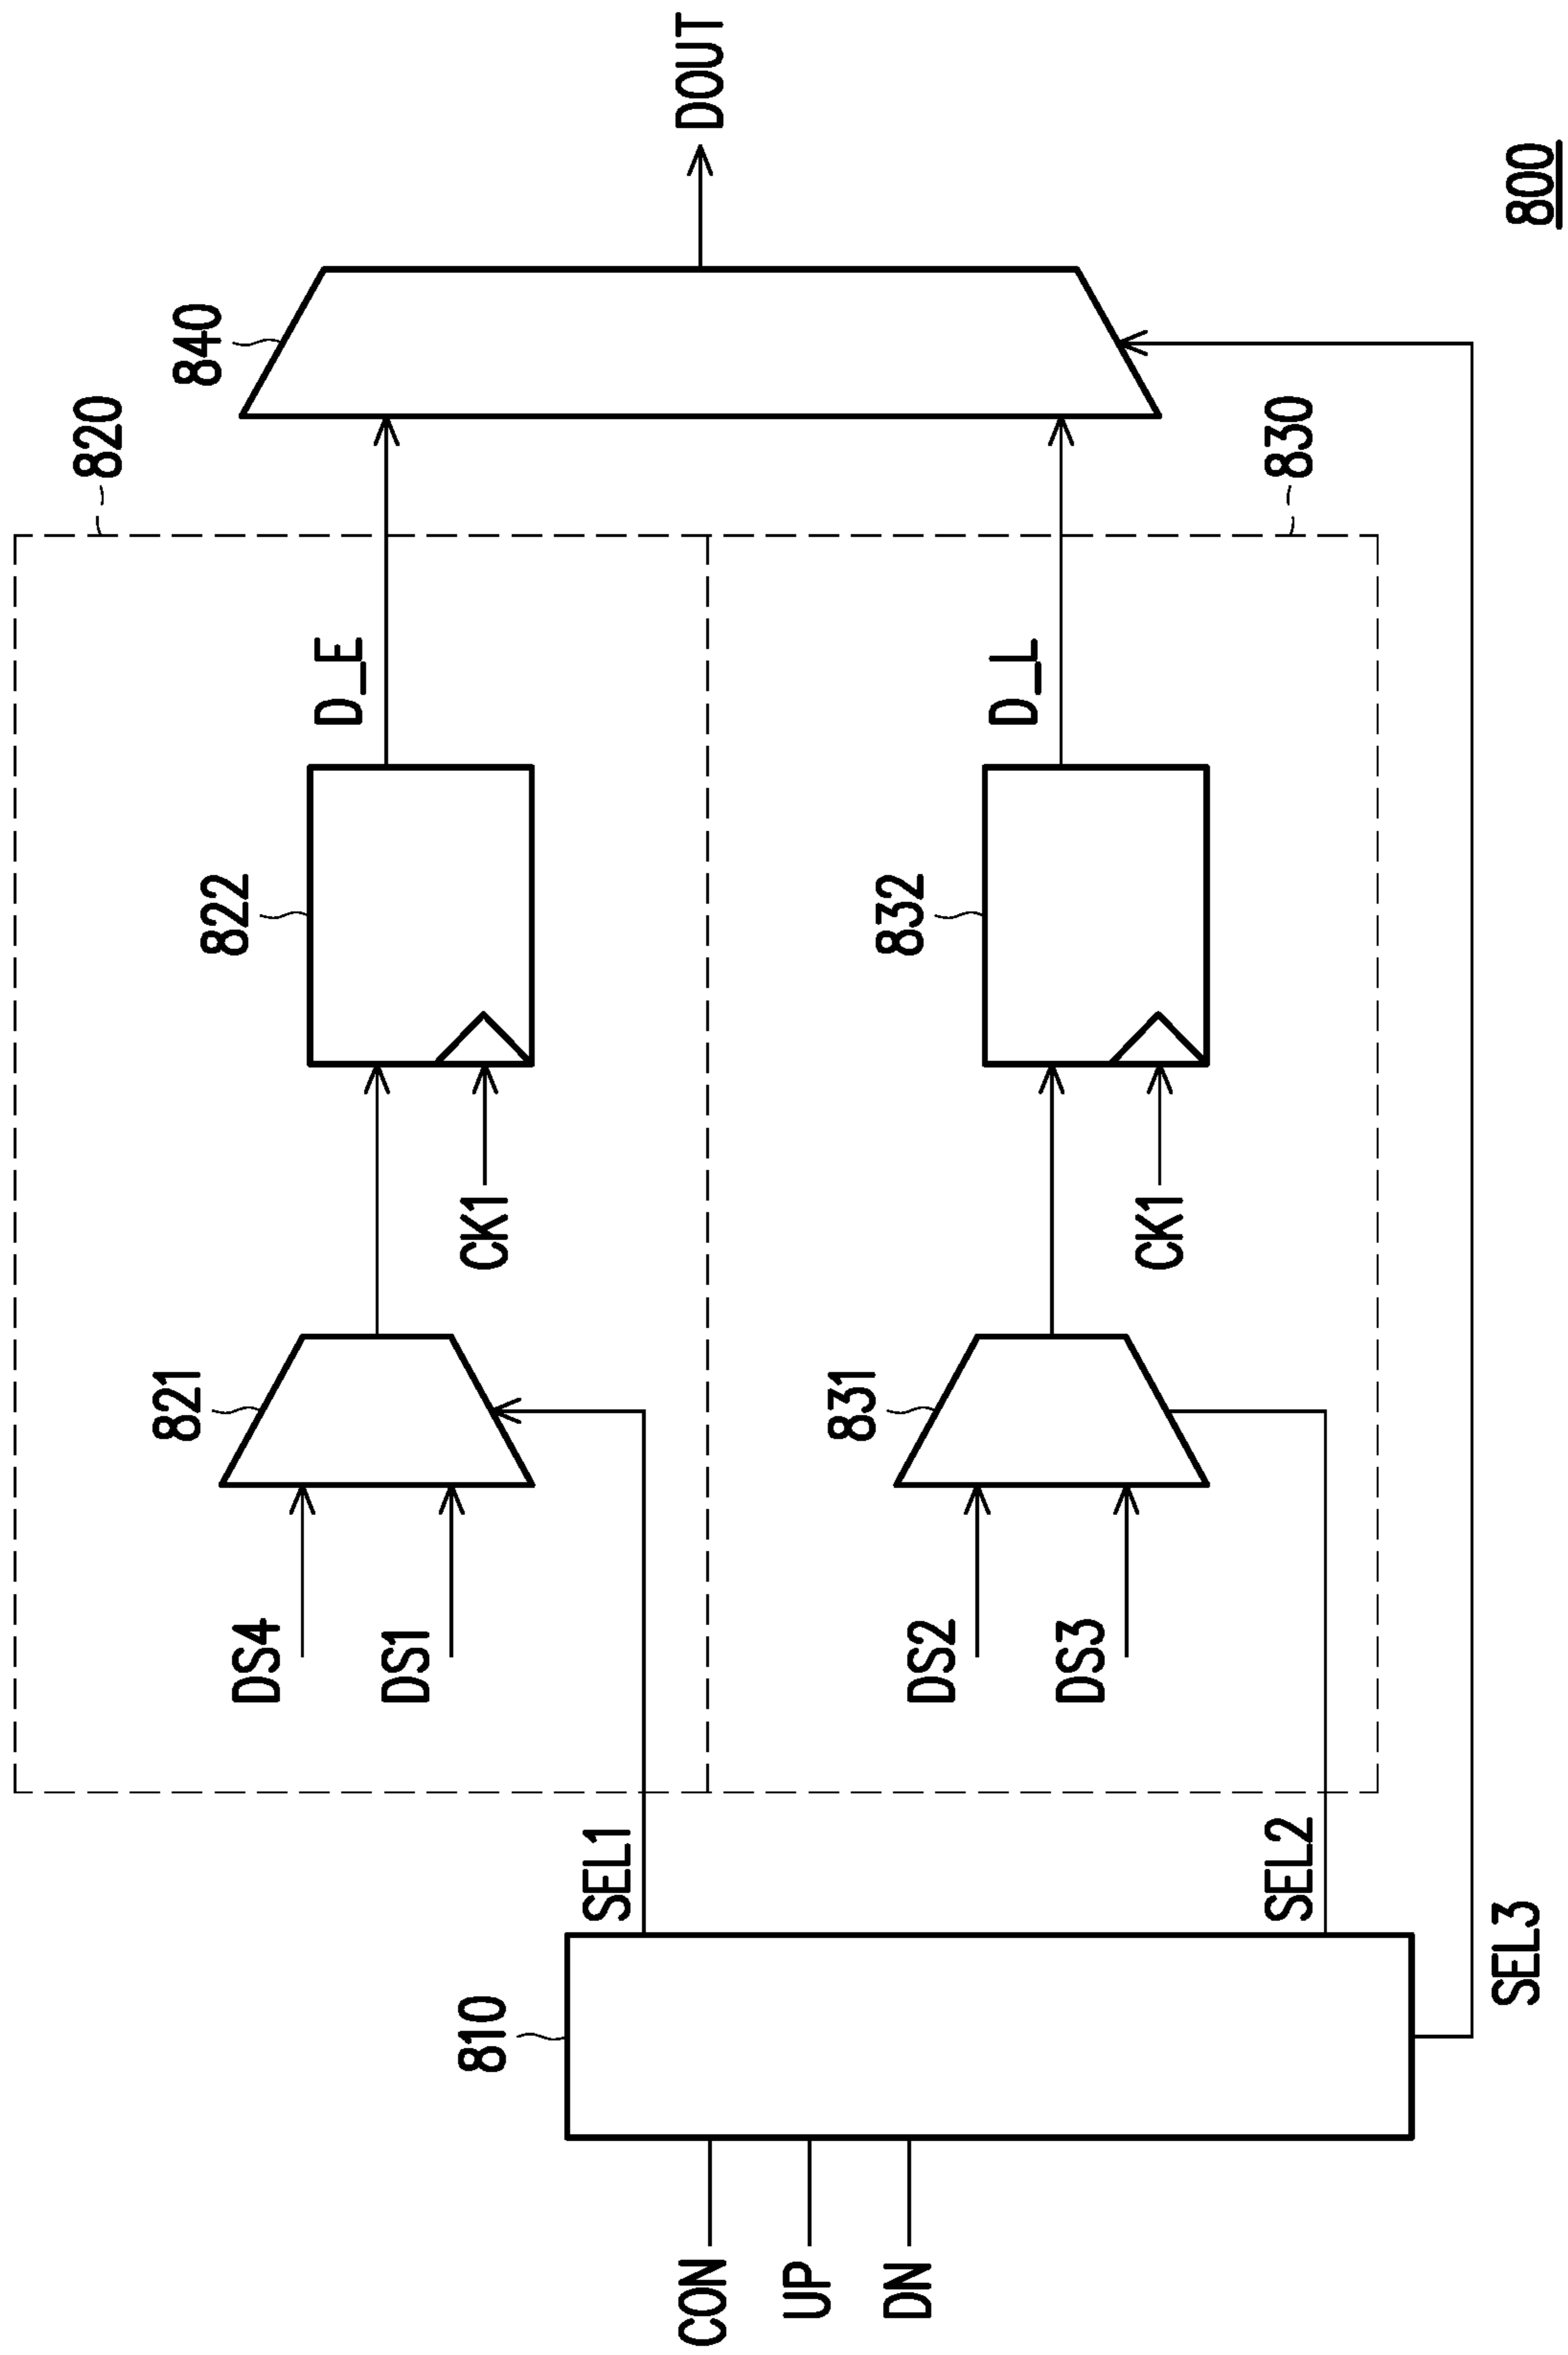 820
840
DOUT
822
D_E
821
DS4
DS1
CK1
SEL1
810
CON
UP
DN
830
832
D_L
831
DS2
DS3
CK1
SEL2
SEL3
800